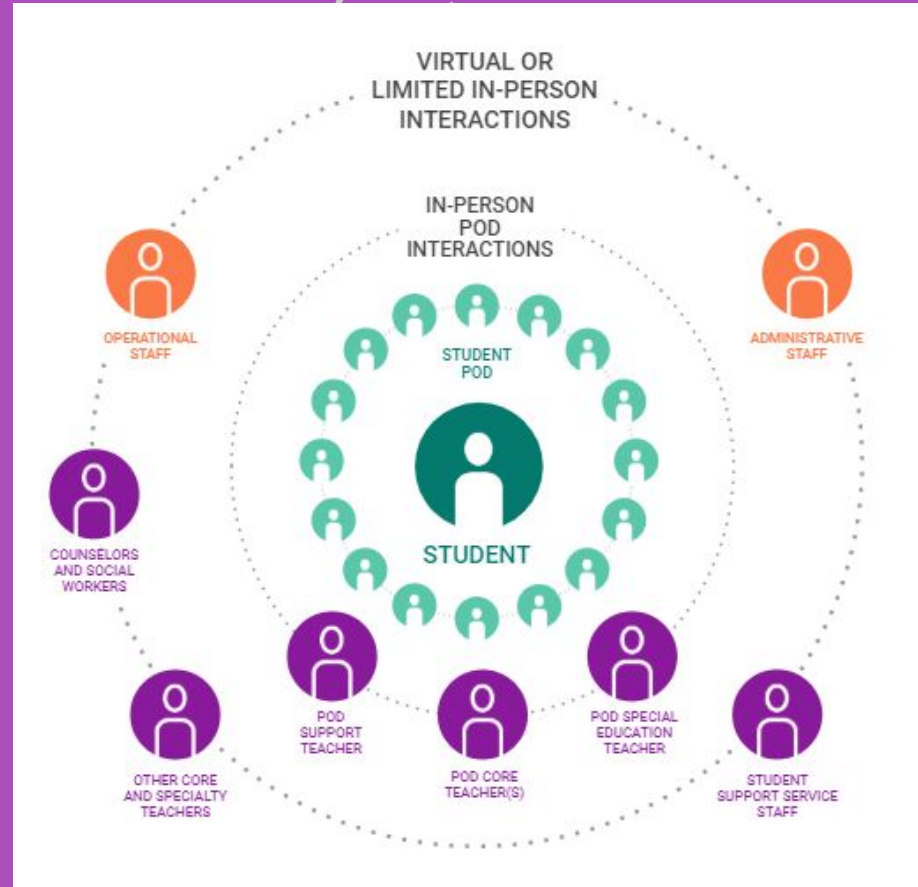 VIRTUAL OR
LIMITED IN-PERSON
INTERACTIONS
IN-PERSON
POD
INTERACTIONS
OPERATIONAL
STAFF
ADMINISTRATIVE
STAFF
STUDENT
POD
STUDENT
COUNSELORS
AND SOCIAL
WORKERS
POD
SUPPORT
TEACHER
POD CORE
TEACHER(S)
POD SPECIAL
EDUCATION
TEACHER
OTHER CORE
AND SPECIALTY
TEACHERS
STUDENT
SUPPORT SERVICE
STAFF